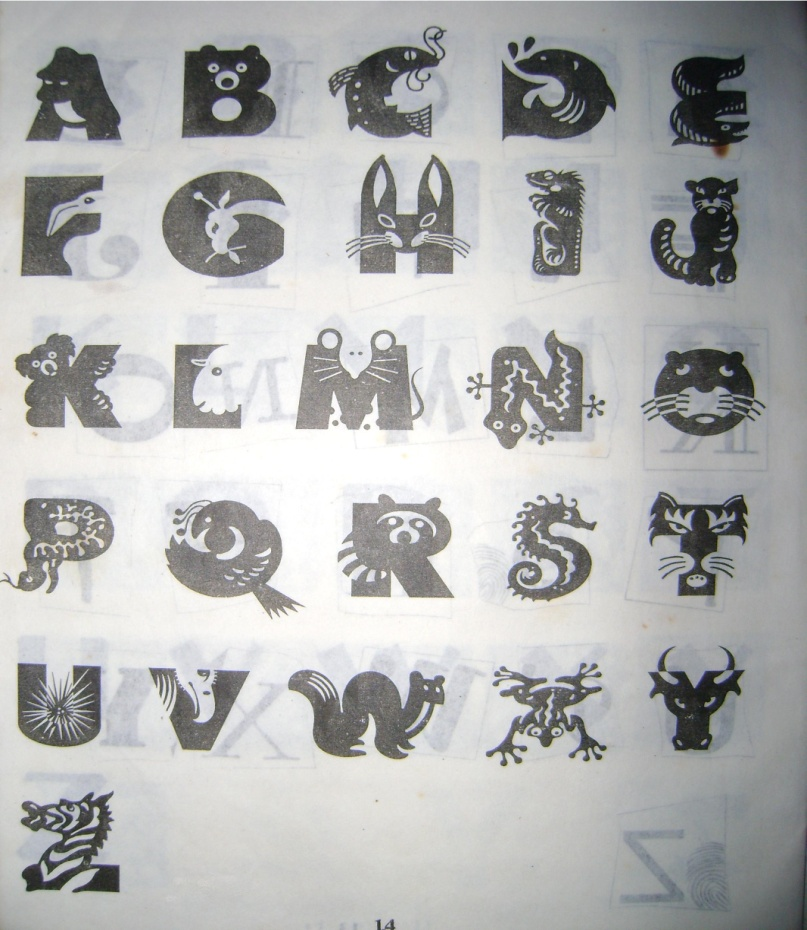 A B C D E
F G H I J
K L M N O
P Q R S T
U V W X Y
Z
14